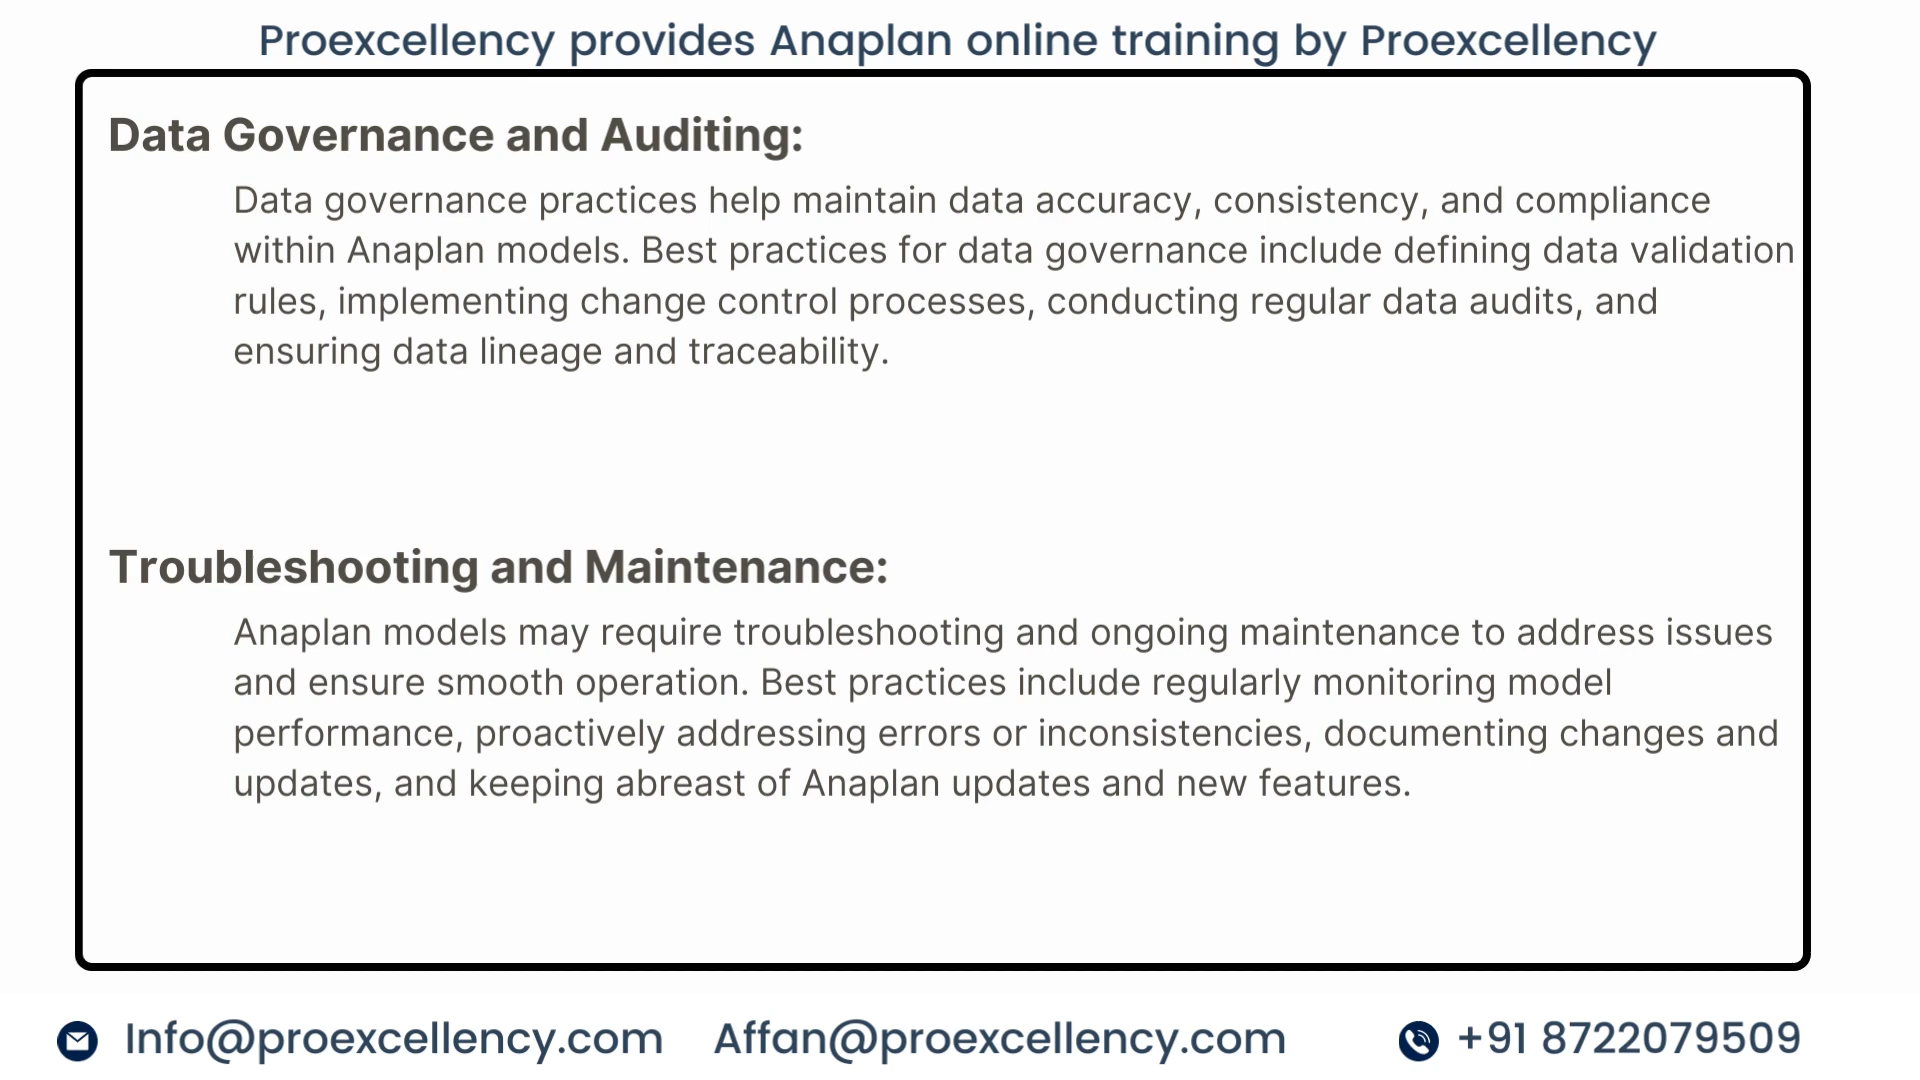 Proexcellency provides Anaplan online training by Proexcellency
Data Governance and Auditing:
Data governance practices help maintain data accuracy, consistency, and compliance
within Anaplan models. Best practices for data governance include defining data validation
rules, implementing change control processes, conducting regular data audits, and
ensuring data lineage and traceability.
Troubleshooting and Maintenance:
Anaplan models may require troubleshooting and ongoing maintenance to address issues
and ensure smooth operation. Best practices include regularly monitoring model
performance, proactively addressing errors or inconsistencies, documenting changes and
updates, and keeping abreast of Anaplan updates and new features.
Info@proexcellency.com Affan@proexcellency.com +91 8722079509